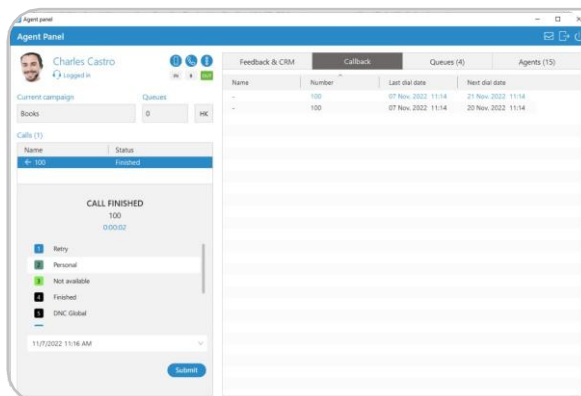 Agent panel
Agent Panel
Charles Castro
Logged in
IN
OUT
Current campaign
Queues
Books
0
HK
Calls (1)
Name Status
← 100 Finished
CALL FINISHED
100
0:00:02
1 Retry
2 Personal
3 Not available
4 Finished
5 DNC Global
11/7/2022 11:16 AM
Submit
Feedback & CRM Callback Queues (4) Agents (15)
Name Number Last dial date Next dial date
- 100 07 Nov, 2022 11:14 21 Nov, 2022 11:14
- 100 07 Nov, 2022 11:14 20 Nov, 2022 11:14